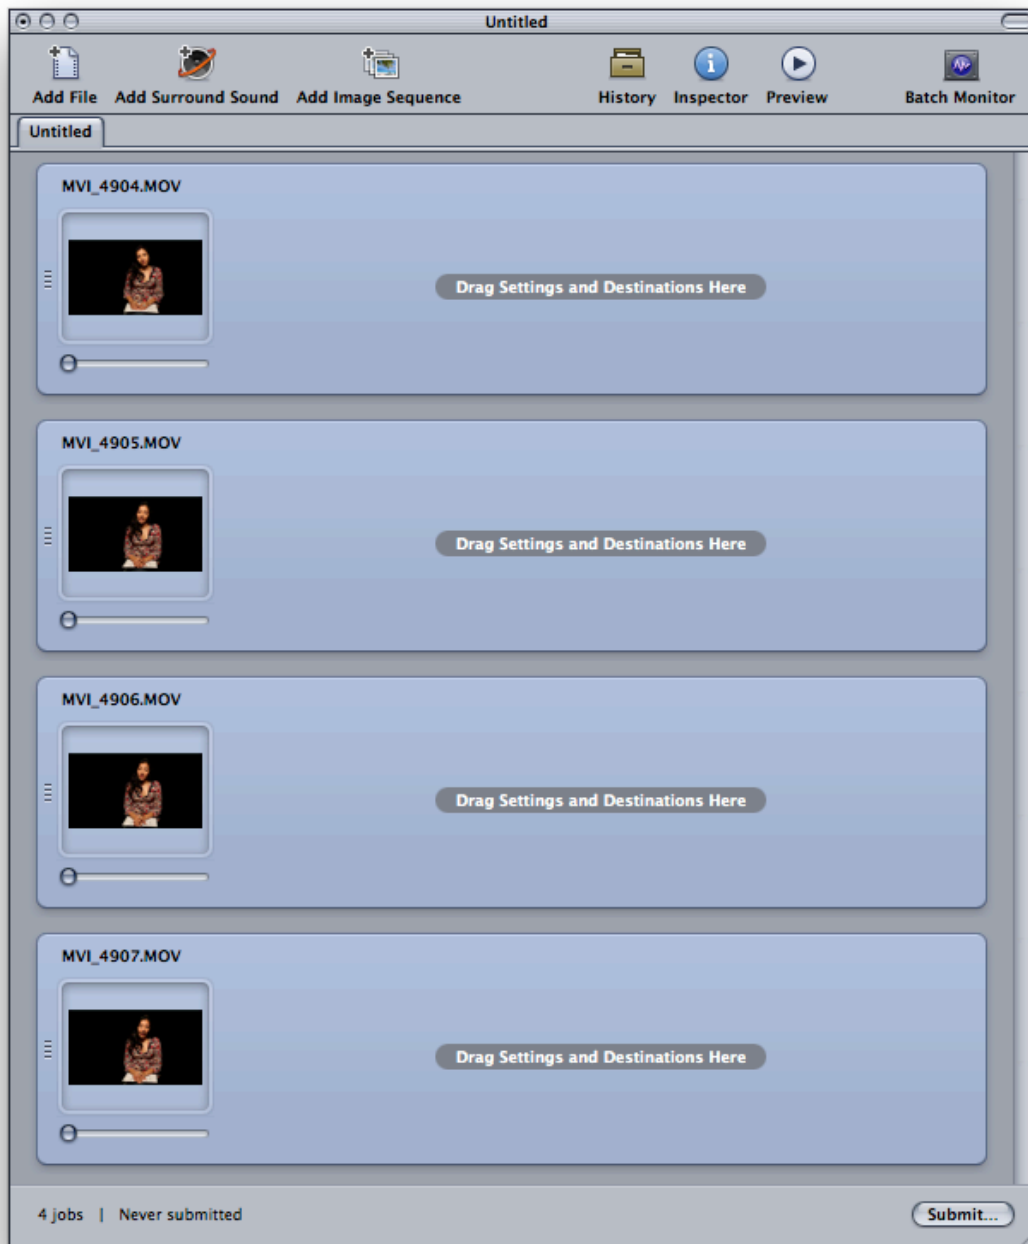 Untitled
Add File Add Surround Sound Add Image Sequence History Inspector Preview Batch Monitor
Untitled
MVI_4904.MOV
Drag Settings and Destinations Here
MVI_4905.MOV
Drag Settings and Destinations Here
MVI_4906.MOV
Drag Settings and Destinations Here
MVI_4907.MOV
Drag Settings and Destinations Here
4 jobs | Never submitted Submit...